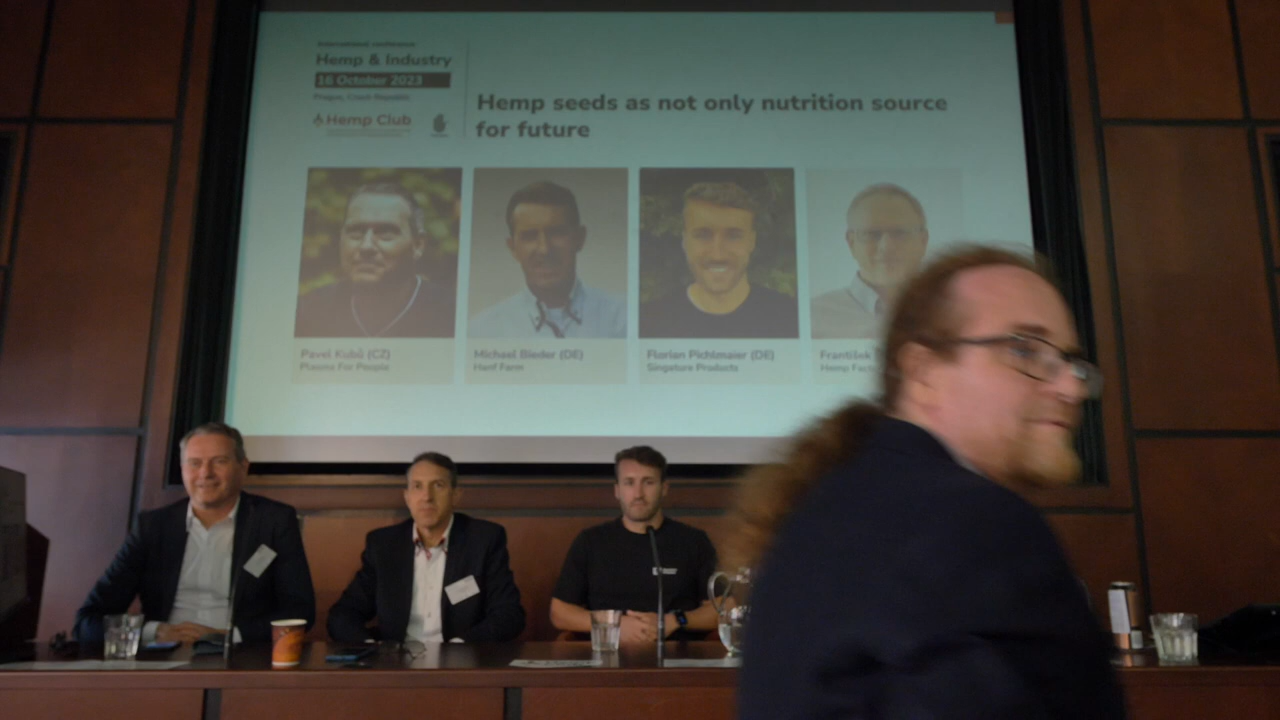 International conference
Hemp & Industry
16 October 2023
Prague, Czech Republic
Hemp Club
Hemp seeds as not only nutrition source
for future
Pavel Kubů (CZ)
Plasma For People
Michael Bieder (DE)
Hanf Farm
Florian Pichlmaier (DE)
Singature Products
František
Hemp